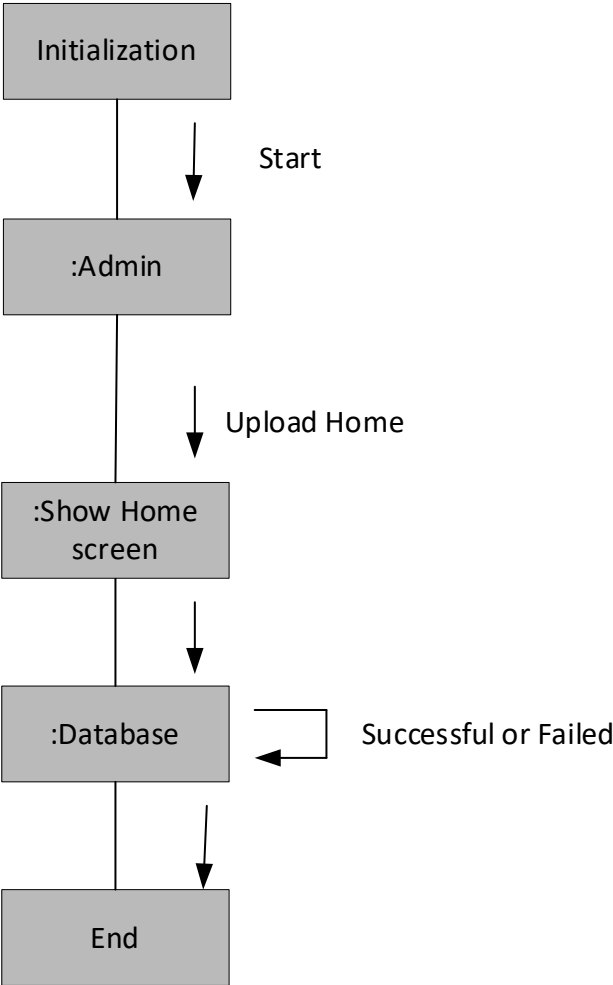 Initialization
Start
:Admin
Upload Home
:Show Home
screen
:Database
Successful or Failed
End